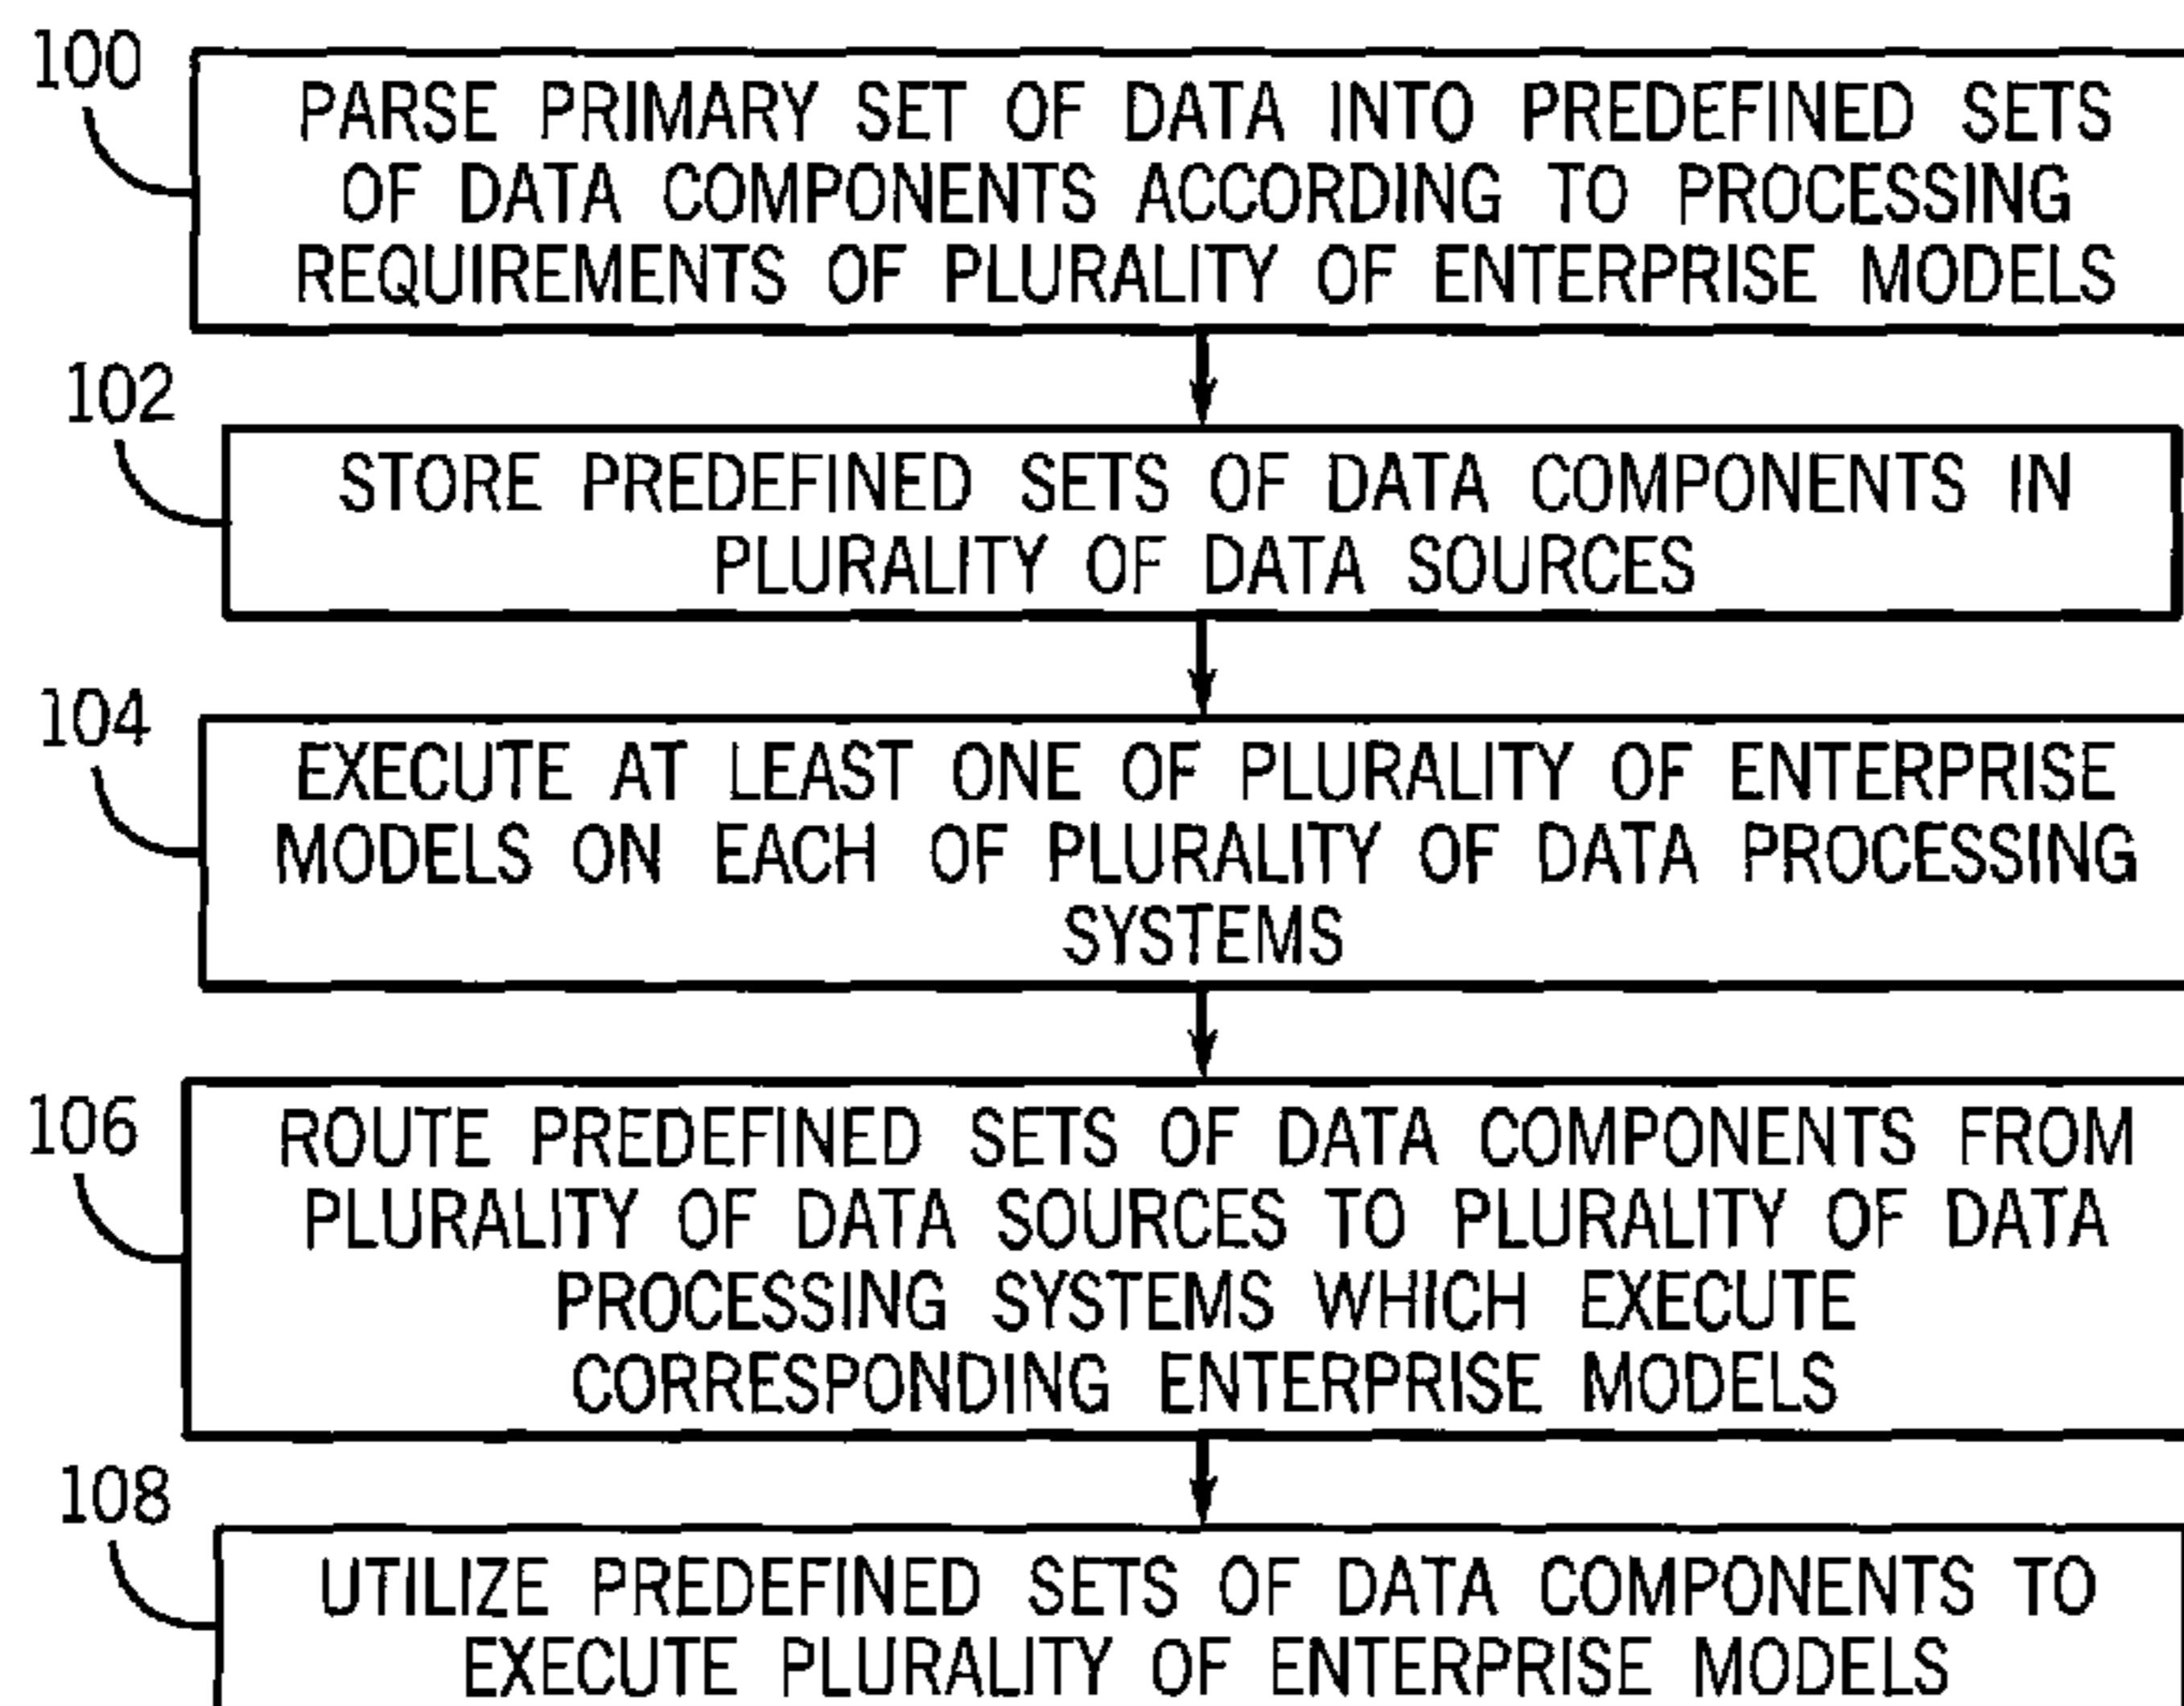 100
PARSE PRIMARY SET OF DATA INTO PREDEFINED SETS
OF DATA COMPONENTS ACCORDING TO PROCESSING
REQUIREMENTS OF PLURALITY OF ENTERPRISE MODELS
102
STORE PREDEFINED SETS OF DATA COMPONENTS IN
PLURALITY OF DATA SOURCES
104
EXECUTE AT LEAST ONE OF PLURALITY OF ENTERPRISE
MODELS ON EACH OF PLURALITY OF DATA PROCESSING
SYSTEMS
106
ROUTE PREDEFINED SETS OF DATA COMPONENTS FROM
PLURALITY OF DATA SOURCES TO PLURALITY OF DATA
PROCESSING SYSTEMS WHICH EXECUTE
CORRESPONDING ENTERPRISE MODELS
108
UTILIZE PREDEFINED SETS OF DATA COMPONENTS TO
EXECUTE PLURALITY OF ENTERPRISE MODELS